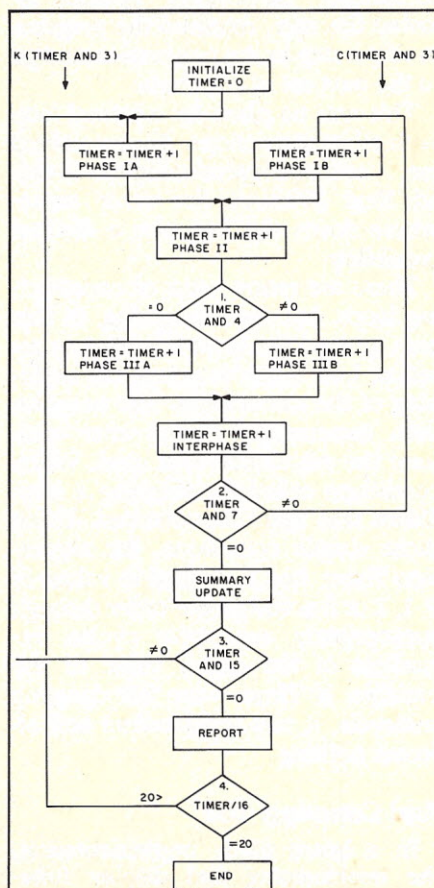 K (TIMER AND 3)
C (TIMER AND 3)
INITIALIZE
TIMER = 0
TIMER = TIMER + 1
PHASE IA
TIMER = TIMER + 1
PHASE IB
TIMER = TIMER + 1
PHASE II
1.
TIMER
AND 4
= 0
≠0
TIMER = TIMER + 1
PHASE IIIA
TIMER = TIMER + 1
PHASE IIIB
TIMER = TIMER + 1
INTERPHASE
2.
TIMER
AND 7
≠0
=0
SUMMARY
UPDATE
3.
TIMER
AND 15
≠0
=0
REPORT
4.
TIMER/16
20>
=20
END